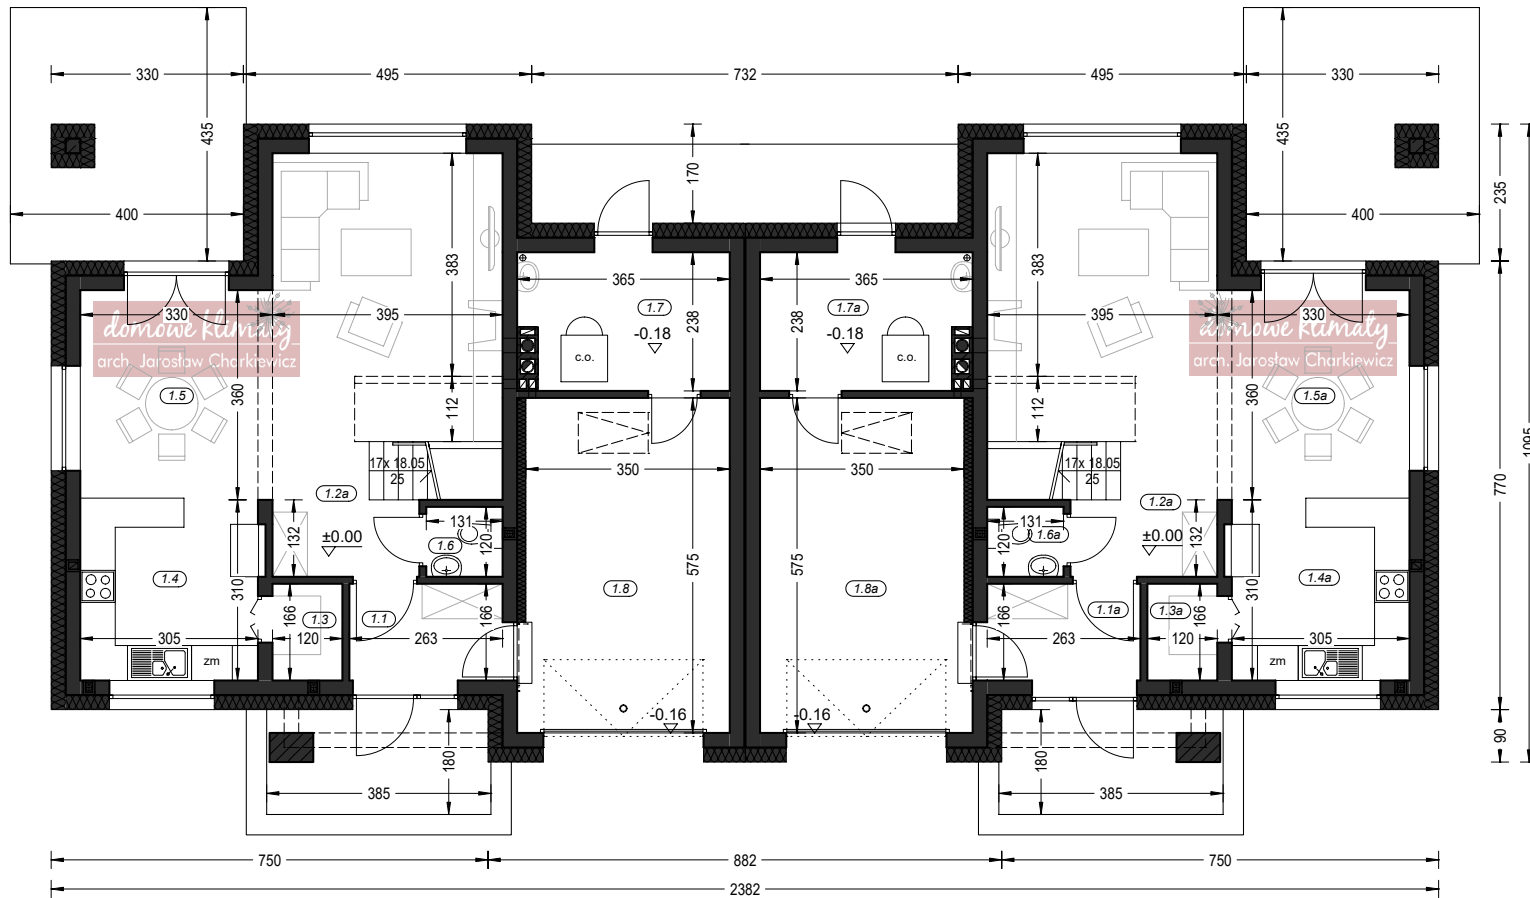 330 495 732 495 330
435 435
170 235
400 400
383 365 365 383
1.7 1.7a
330 395 238 238 395 330
-0.18 -0.18
domowe klimaty domowe klimaty
arch. Jarosław Charkiewicz arch. Jarosław Charkiewicz
c.o. c.o.
1.5 1.5a
360 112 112 360
1095
17x 18.05 350 350 17x 18.05
25 25
770
1.2a 1.2a
131 131
132 ±0.00 1.6 120 120 1.6a ±0.00 132
575 575
1.4 1.8 1.8a 1.4a
310 166 1.3 1.1 166 166 1.1a 1.3a 166 310
305 120 263 263 120 305
zm zm
-0.16 -0.16
90
180 180
385 385
750 882 750
2382